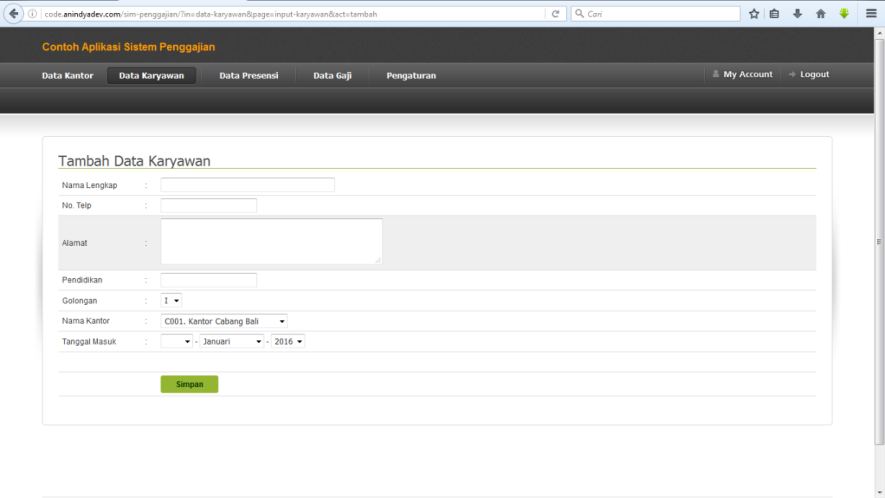 code.anindyadev.com/sim-penggajian/?in=data-karyawan&page=input-karyawan&act=tambah
Cari
Contoh Aplikasi Sistem Penggajian
Data Kantor Data Karyawan Data Presensi Data Gaji Pengaturan My Account Logout
Tambah Data Karyawan
Nama Lengkap :
No. Telp :
Alamat :
Pendidikan :
Golongan : I
Nama Kantor : C001. Kantor Cabang Bali
Tanggal Masuk : - Januari - 2016
Simpan